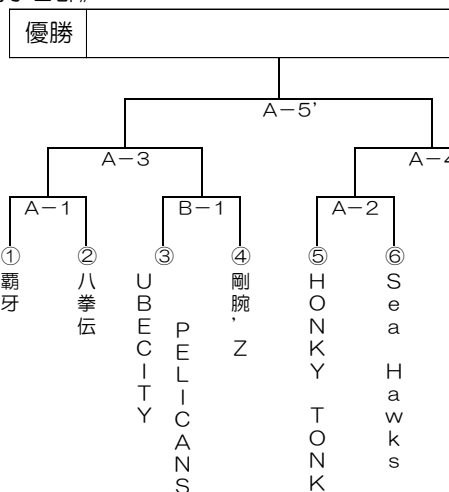 優勝
A-5'
A-3
A-4
A-1
B-1
A-2
①
②
③
④
⑤
⑥
覇牙
八拳伝
UBECITY
PELICANS
剛腕'Z
HONKY TONK
Sea Hawks